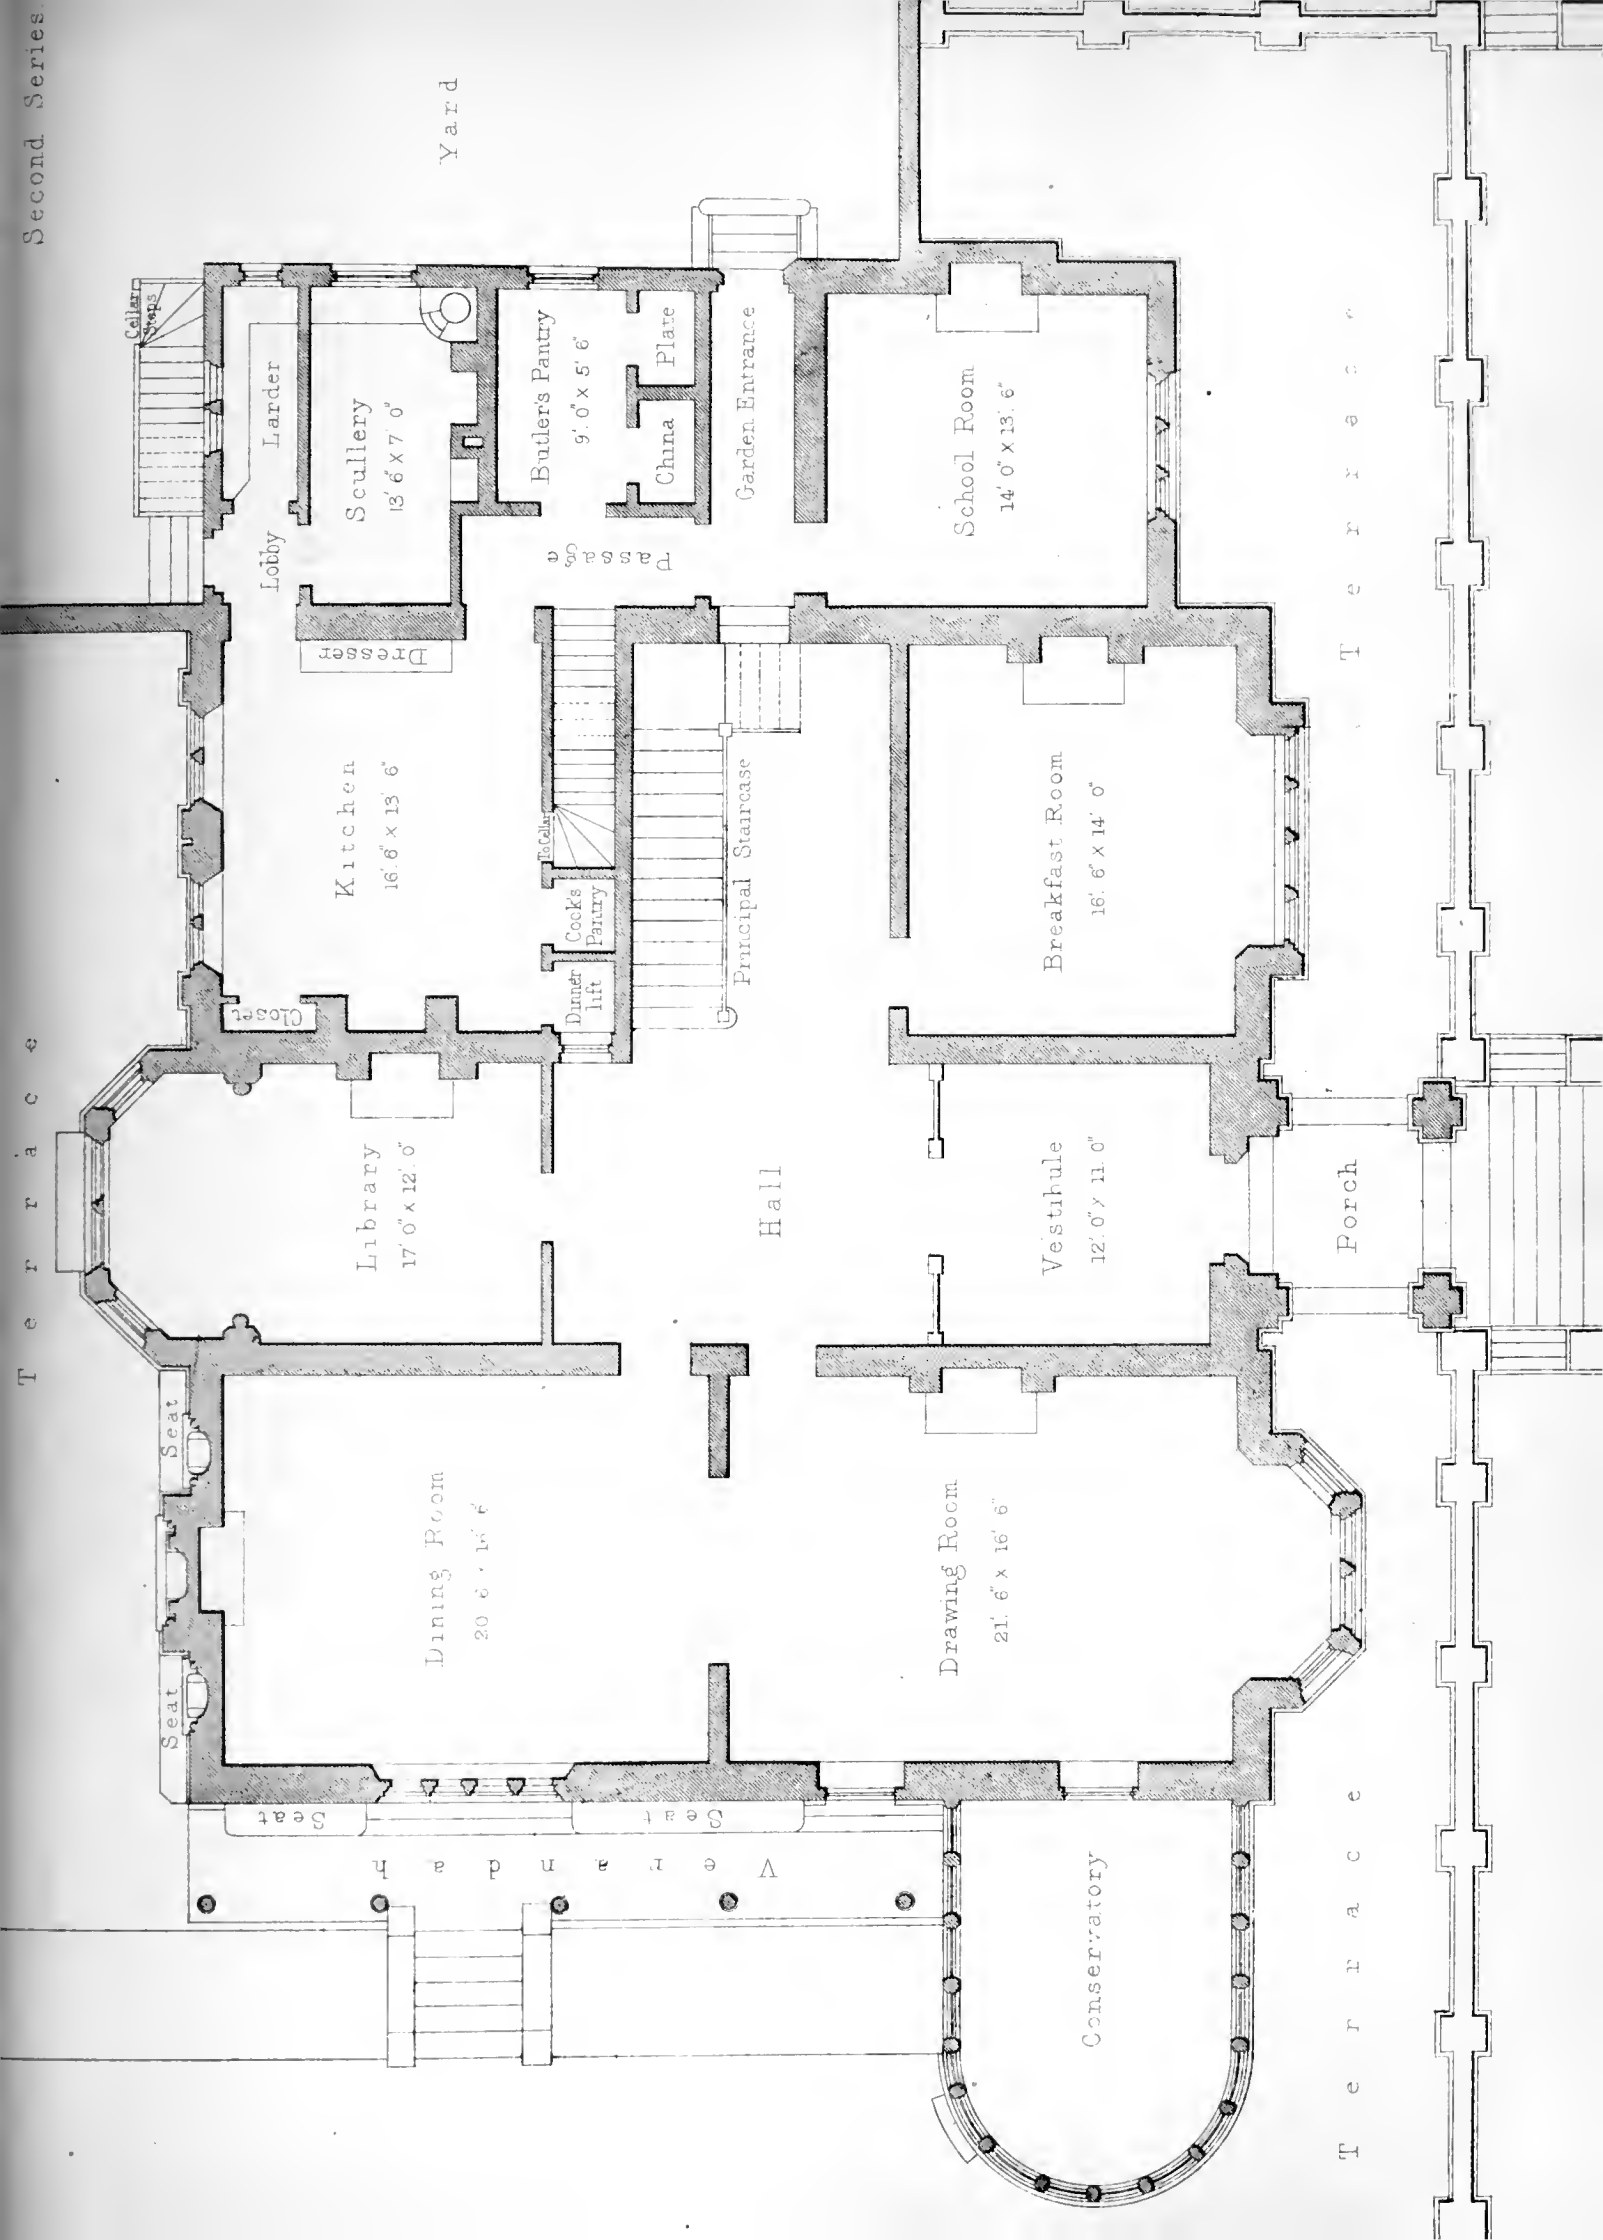 Second Series.
Yard
Terrace
Cellar
Steps
Larder
Scullery
13' 6" X 7' 0"
Butler's Pantry
9'. 0" X 5' 6"
Plate
China
Garden Entrance
School Room
14' 0" X 13'. 6"
Lobby
Passage
Dresser
Kitchen
16'. 6" X 13' 6"
To Cellar
Cook's
Pantry
Dinner
lift
Closet
Principal Staircase
Breakfast Room
16'. 6" X 14' 0"
Library
17' 0" X 12'. 0"
Hall
Vestibule
12'. 0" X 11. 0"
Porch
Seat
Seat
Dining Room
Drawing Room
21'. 6" X 16' 6"
Seat
Seat
Verandah
Conservatory
Terrace
Terrace